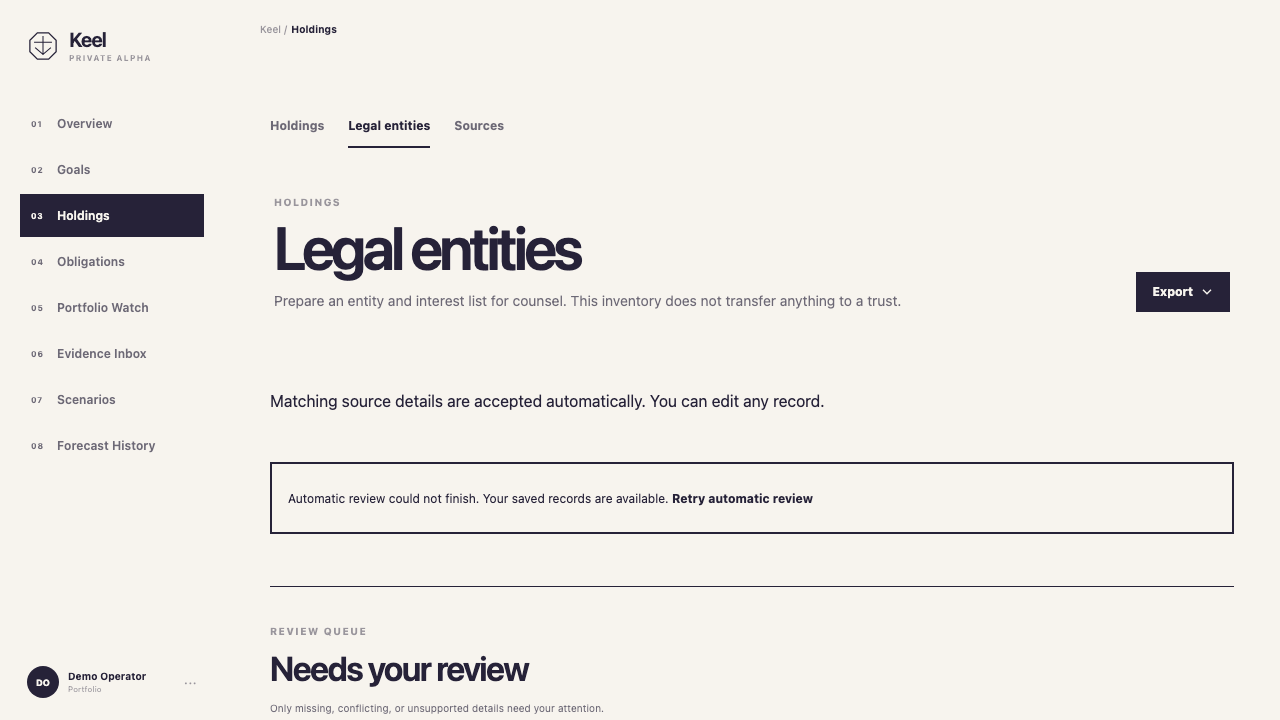 Keel
PRIVATE ALPHA
01 Overview
02 Goals
03 Holdings
04 Obligations
05 Portfolio Watch
06 Evidence Inbox
07 Scenarios
08 Forecast History
DO
Demo Operator
Portfolio
...
Keel / Holdings
Holdings Legal entities Sources
HOLDINGS
Legal entities
Prepare an entity and interest list for counsel. This inventory does not transfer anything to a trust.
Export
Matching source details are accepted automatically. You can edit any record.
Automatic review could not finish. Your saved records are available. Retry automatic review
REVIEW QUEUE
Needs your review
Only missing, conflicting, or unsupported details need your attention.